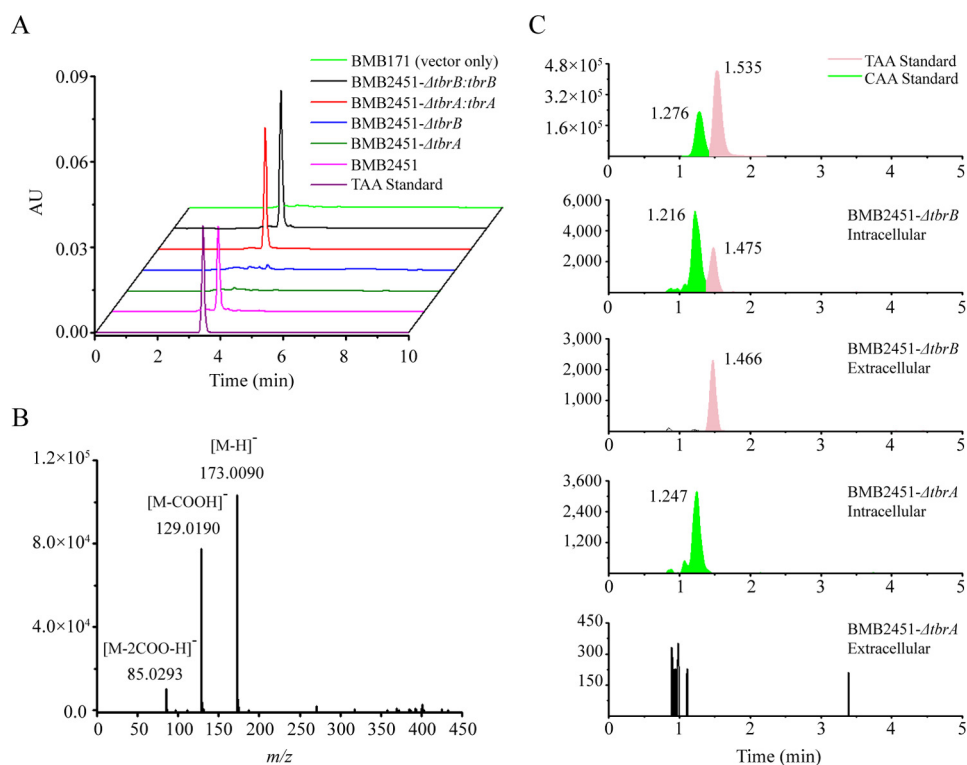 A
0.09
0.06
0.03
0.00
AU
BMB171 (vector only)
BMB2451-ΔtbrB:tbrB
BMB2451-ΔtbrA:tbrA
BMB2451-ΔtbrB
BMB2451-ΔtbrA
BMB2451
TAA Standard
0 2 4 6 8 10
Time (min)
B
1.2×10⁵
8.0×10⁴
4.0×10⁴
0.0
[M-H]⁻
173.0090
[M-COOH]⁻
129.0190
[M-2COO-H]⁻
85.0293
0 50 100 150 200 250 300 350 400 450
m/z
C
TAA Standard
CAA Standard
4.8×10⁵
3.2×10⁵
1.6×10⁵
1.535
1.276
0 1 2 3 4 5
BMB2451-ΔtbrB
Intracellular
6,000
4,000
2,000
1.216
1.475
0 1 2 3 4 5
BMB2451-ΔtbrB
Extracellular
3,000
2,000
1,000
1.466
0 1 2 3 4 5
BMB2451-ΔtbrA
Intracellular
3,600
2,400
1,200
1.247
0 1 2 3 4 5
BMB2451-ΔtbrA
Extracellular
450
300
150
0 1 2 3 4 5
Time (min)